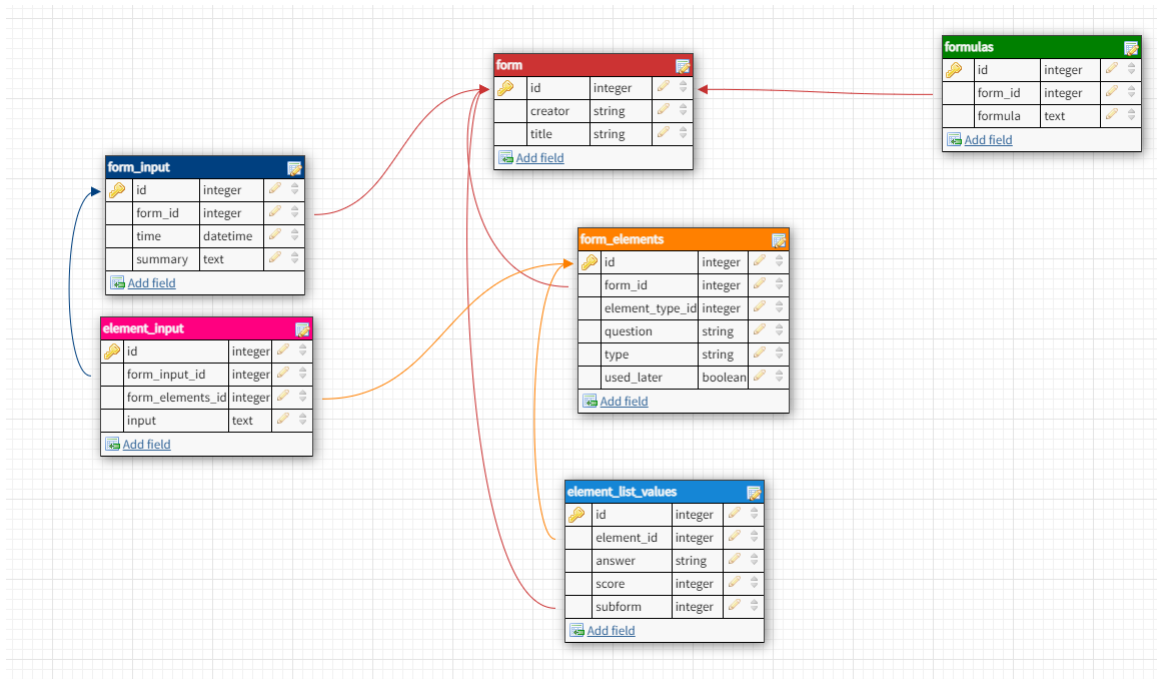 form
id integer
creator string
title string
Add field
formulas
id integer
form_id integer
formula text
Add field
form_input
id integer
form_id integer
time datetime
summary text
Add field
form_elements
id integer
form_id integer
element_type_id integer
question string
type string
used_later boolean
Add field
element_input
id integer
form_input_id integer
form_elements_id integer
input text
Add field
element_list_values
id integer
element_id integer
answer string
score integer
subform integer
Add field